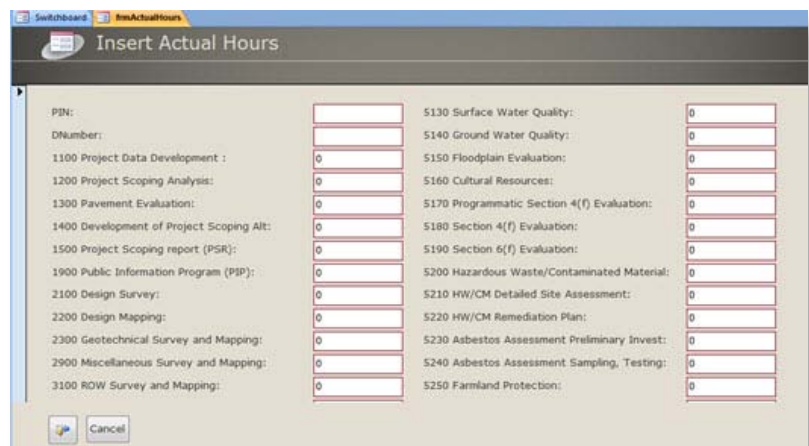 Switchboard frmActualHours
Insert Actual Hours
PIN:
DNumber:
1100 Project Data Development : 0
1200 Project Scoping Analysis: 0
1300 Pavement Evaluation: 0
1400 Development of Project Scoping Alt: 0
1500 Project Scoping report (PSR): 0
1900 Public Information Program (PIP): 0
2100 Design Survey: 0
2200 Design Mapping: 0
2300 Geotechnical Survey and Mapping: 0
2900 Miscellaneous Survey and Mapping: 0
3100 ROW Survey and Mapping: 0
5130 Surface Water Quality: 0
5140 Ground Water Quality: 0
5150 Floodplain Evaluation: 0
5160 Cultural Resources: 0
5170 Programmatic Section 4(f) Evaluation: 0
5180 Section 4(f) Evaluation: 0
5190 Section 6(f) Evaluation: 0
5200 Hazardous Waste/Contaminated Material: 0
5210 HW/CM Detailed Site Assessment: 0
5220 HW/CM Remediation Plan: 0
5230 Asbestos Assessment Preliminary Invest: 0
5240 Asbestos Assessment Sampling, Testing: 0
5250 Farmland Protection: 0
Cancel